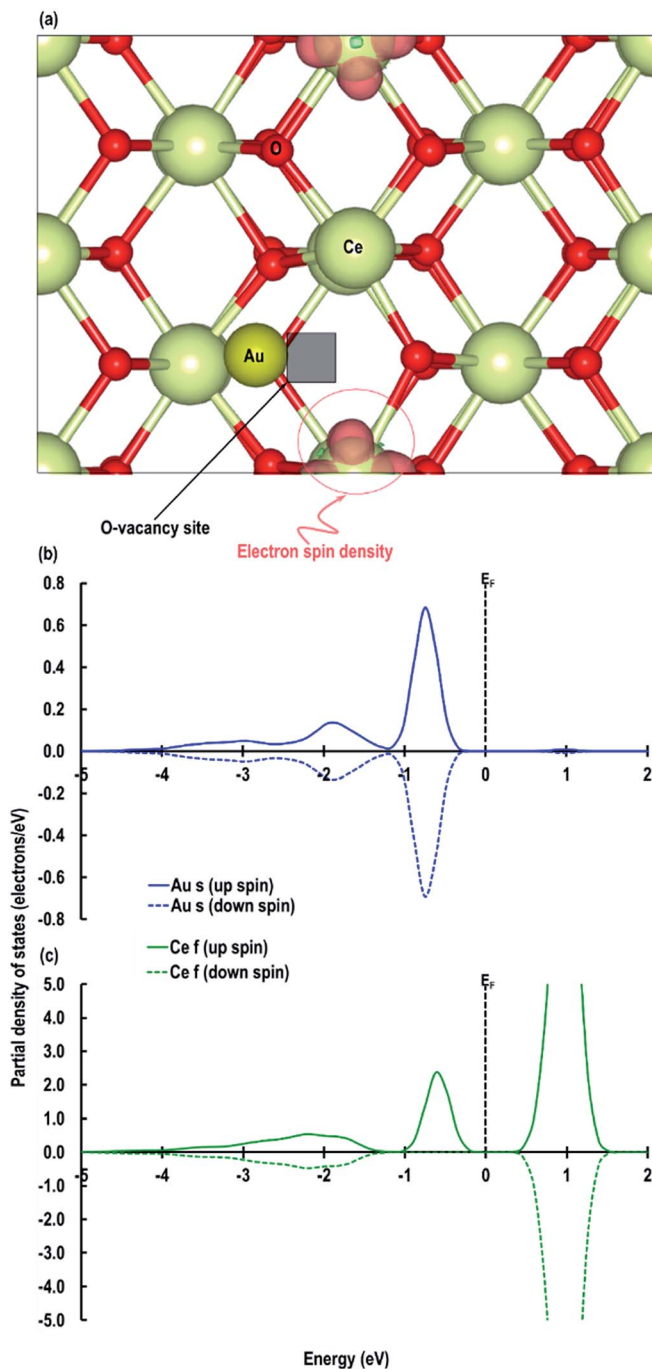 (a)
O
Ce
Au
O-vacancy site
Electron spin density
(b)
E_F
0.8
0.6
0.4
0.2
0.0
-5 -4 -3 -2 -1 0 1 2
-0.2
-0.4
-0.6
-0.8
Au s (up spin)
Au s (down spin)
Partial density of states (electrons/eV)
Ce f (up spin)
Ce f (down spin)
(c)
E_F
5.0
4.0
3.0
2.0
1.0
0.0
-5 -4 -3 -2 -1 0 1 2
-1.0
-2.0
-3.0
-4.0
-5.0
Energy (eV)